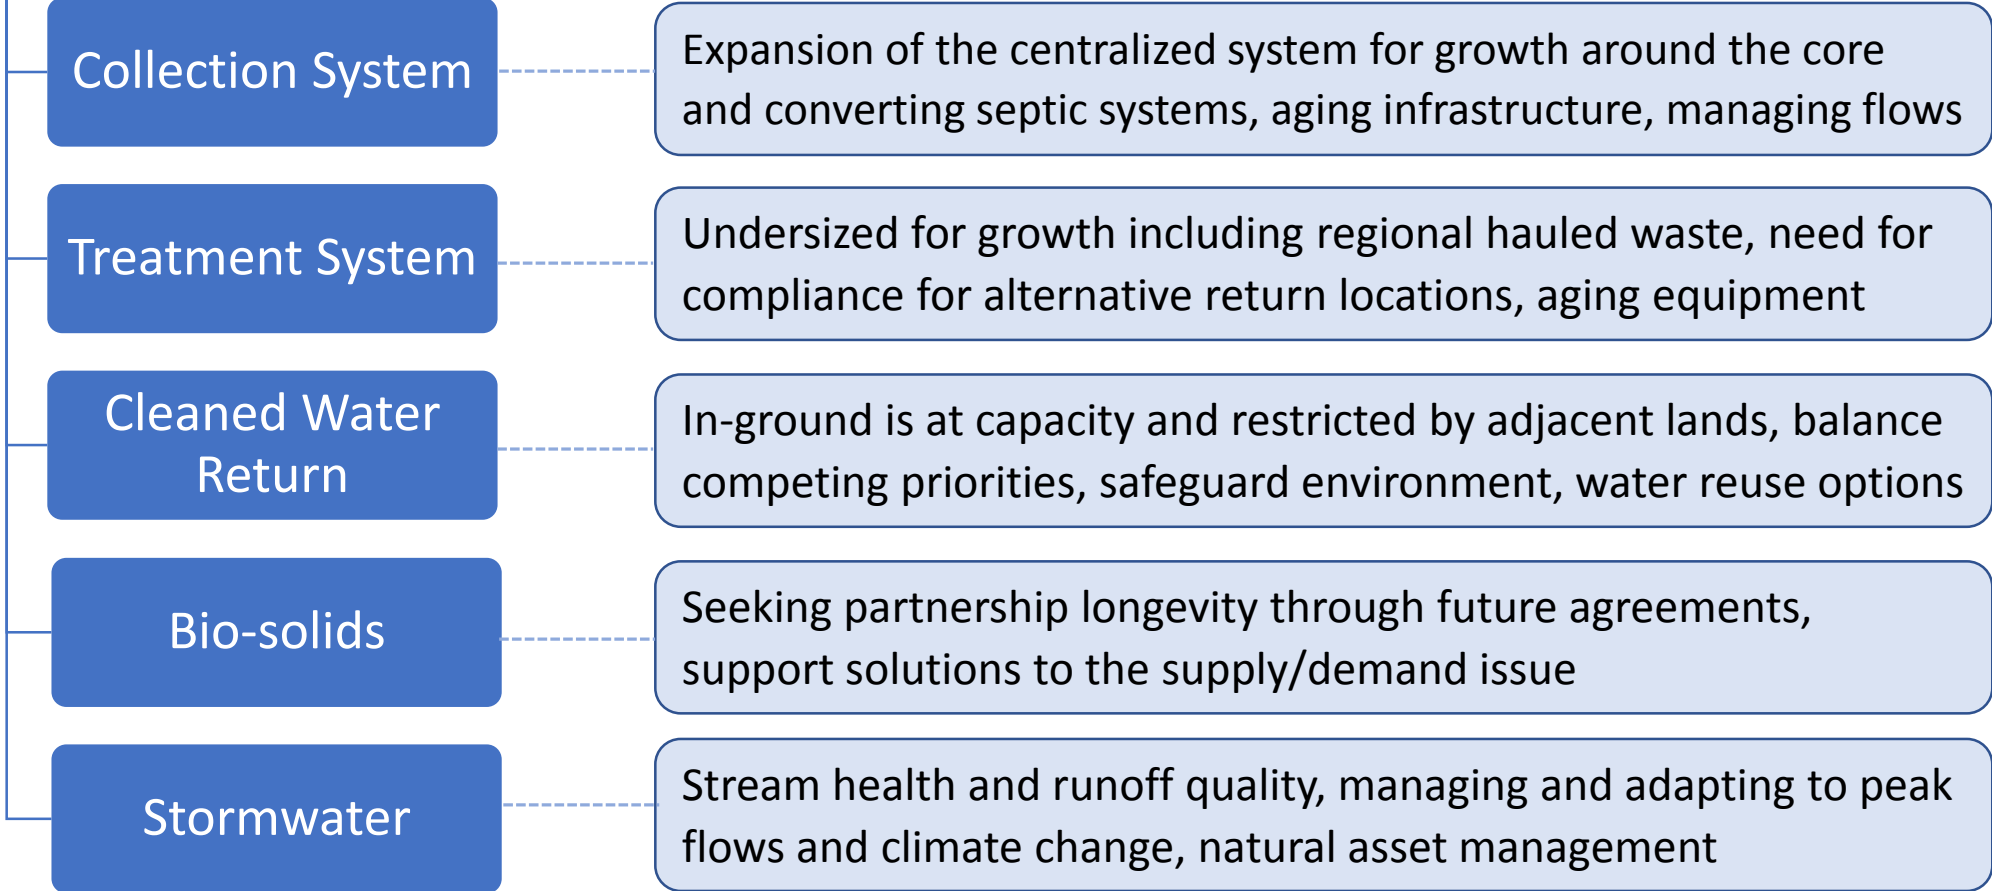 Collection System
Expansion of the centralized system for growth around the core
and converting septic systems, aging infrastructure, managing flows
Treatment System
Undersized for growth including regional hauled waste, need for
compliance for alternative return locations, aging equipment
Cleaned Water
Return
In-ground is at capacity and restricted by adjacent lands, balance
competing priorities, safeguard environment, water reuse options
Bio-solids
Seeking partnership longevity through future agreements,
support solutions to the supply/demand issue
Stormwater
Stream health and runoff quality, managing and adapting to peak
flows and climate change, natural asset management